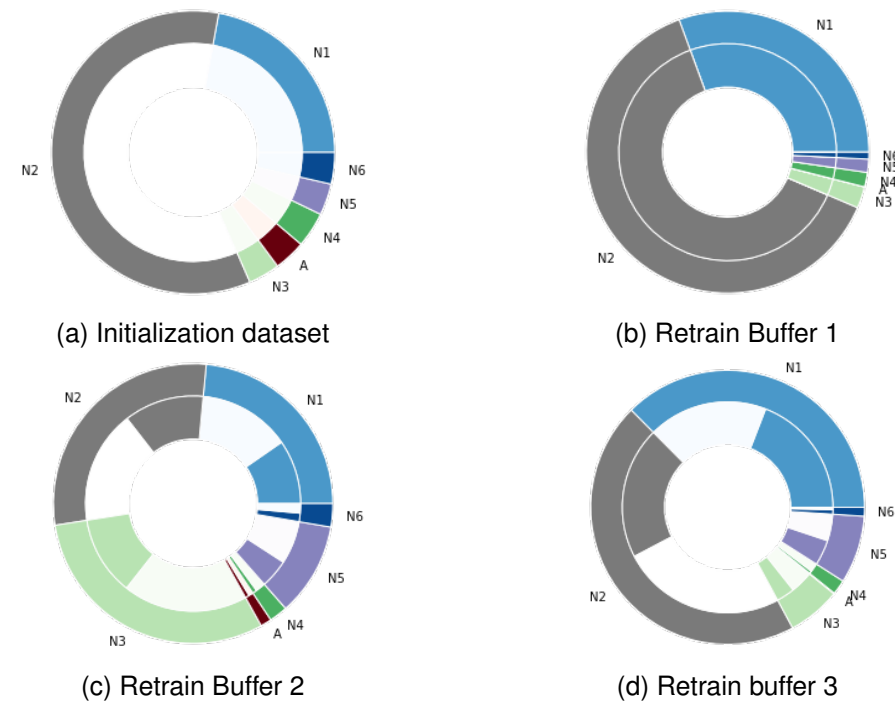 N1
N2
N6
N5
N4
A
N3
(a) Initialization dataset
N1
N2
N6
N5
N4
A
N3
(b) Retrain Buffer 1
N2
N1
N6
N5
N4
A
N3
(c) Retrain Buffer 2
N1
N6
N5
N2
N4
A
N3
(d) Retrain buffer 3